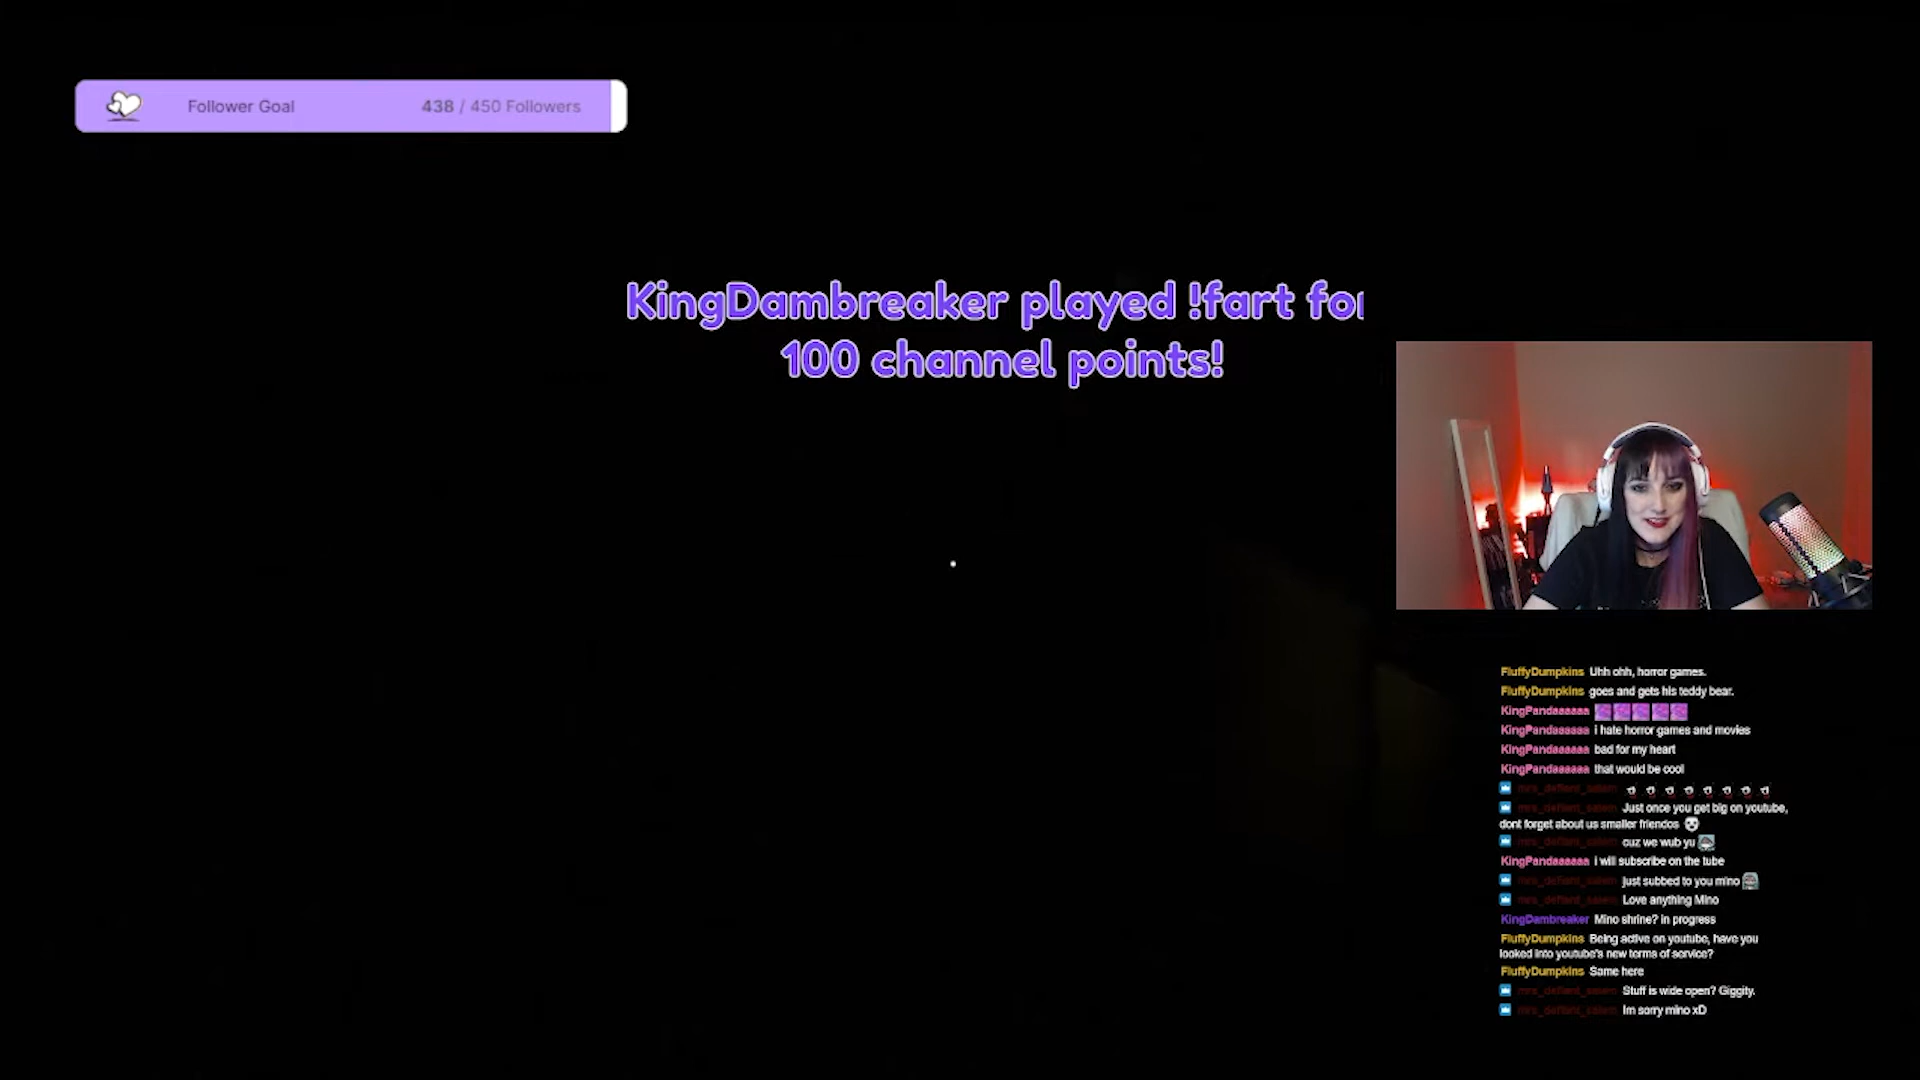 Follower Goal 438 / 450 Followers
KingDambreaker played !fart for
100 channel points!
FluffyDumpkins Uhh ohh, horror games.
FluffyDumpkins goes and gets his teddy bear.
KingPandaaaaaa
KingPandaaaaaa i hate horror games and movies
KingPandaaaaaa bad for my heart
KingPandaaaaaa that would be cool
Just once you get big on youtube,
dont forget about us smaller friendos
cuz we wub yu
KingPandaaaaaa i will subscribe on the tube
just subbed to you mino
Love anything Mino
KingDambreaker Mino shrine? in progress
FluffyDumpkins Being active on youtube, have you
looked into youtube's new terms of service?
FluffyDumpkins Same here
Stuff is wide open? Giggity.
Im sorry mino xD